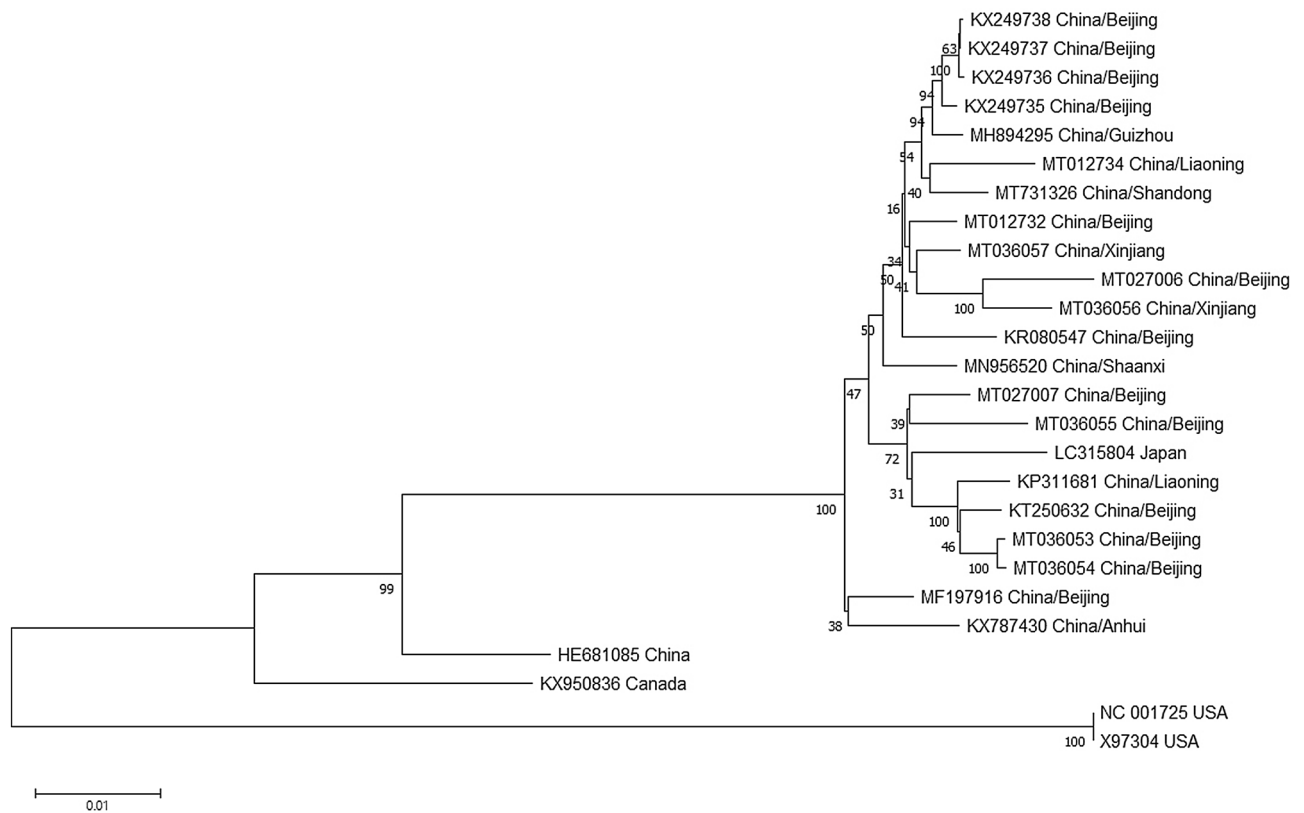 KX249738 China/Beijing
63
KX249737 China/Beijing
100
KX249736 China/Beijing
94
KX249735 China/Beijing
94
MH894295 China/Guizhou
54
MT012734 China/Liaoning
40
MT731326 China/Shandong
16
MT012732 China/Beijing
MT036057 China/Xinjiang
34
50
41
MT027006 China/Beijing
100
MT036056 China/Xinjiang
50
KR080547 China/Beijing
MN956520 China/Shaanxi
47
MT027007 China/Beijing
39
MT036055 China/Beijing
72
LC315804 Japan
31
KP311681 China/Liaoning
100
KT250632 China/Beijing
100
46
MT036053 China/Beijing
100
MT036054 China/Beijing
99
MF197916 China/Beijing
38
KX787430 China/Anhui
HE681085 China
KX950836 Canada
NC 001725 USA
100
X97304 USA
0.01